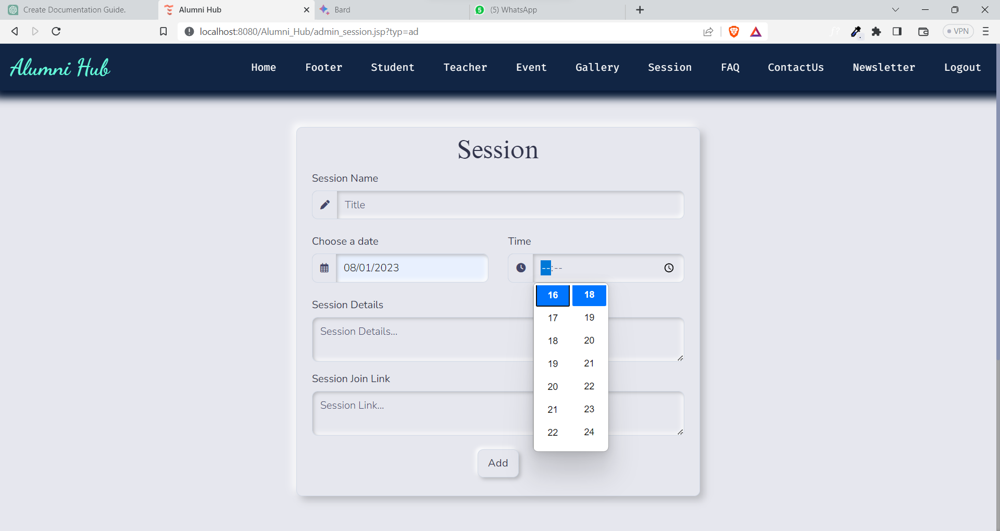 Create Documentation Guide.
Alumni Hub
Bard
5 (5) WhatsApp
localhost:8080/Alumni_Hub/admin_session.jsp?typ=ad
f?
VPN
Alumni Hub
Home Footer Student Teacher Event Gallery Session FAQ ContactUs Newsletter Logout
Session
Session Name
Title
Choose a date Time
08/01/2023 --:--
16 18
Session Details
17 19
Session Details...
18 20
19 21
Session Join Link
20 22
Session Link...
21 23
22 24
Add